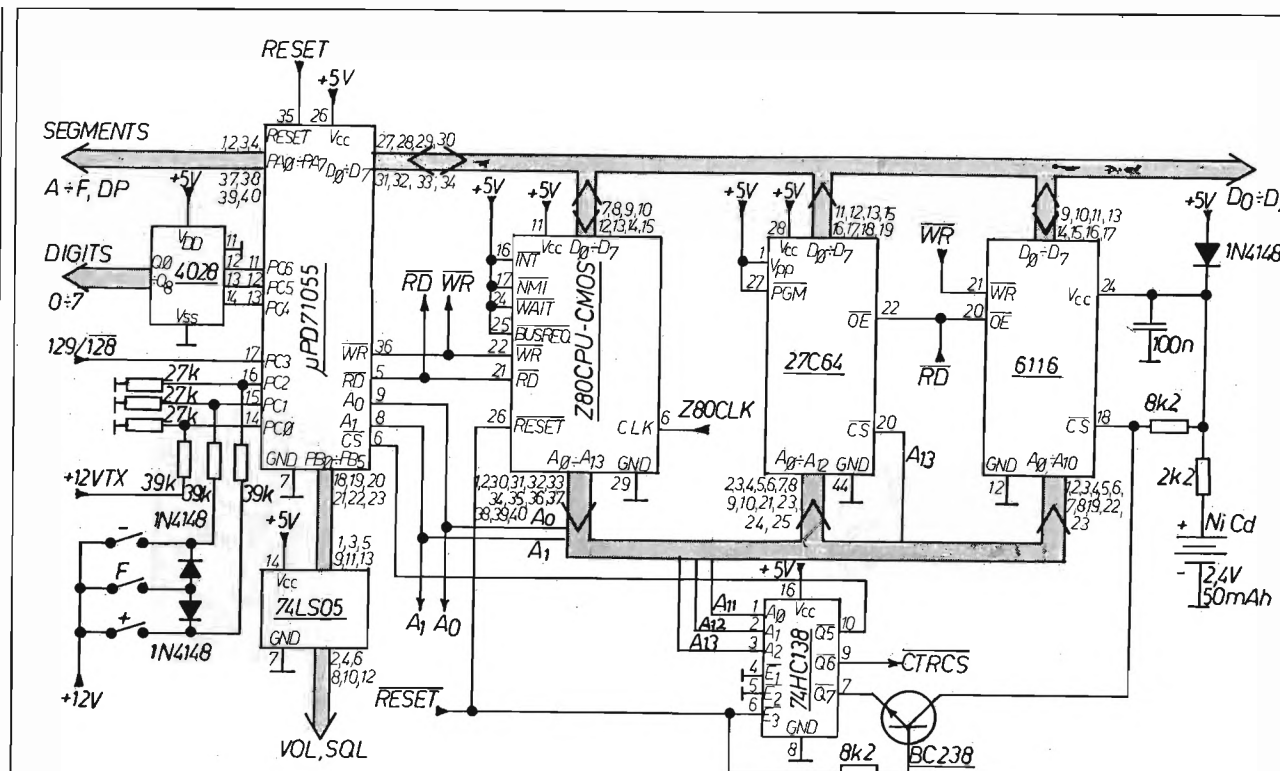 RESET
+5V
35
26
SEGMENTS
1,2,3,4,
RESET
Vcc
27, 28, 29, 30
PA0÷PA7
D0÷D7
37,38
39,40
31, 32, 33, 34
A÷F, DP
+5V
VDD
11
DIGITS
Q0
÷Q8
4028
12
11
PC6
13
12
PC5
14
13
PC4
0÷7
VSS
µPD71055
129/128
17
PC3
27k
16
PC2
27k
15
PC1
27k
14
PC0
WR
36
RD
5
A0
9
A1
8
CS
6
GND
PB0÷PB5
7
18,19, 20
21, 22, 23
+12VTX
39k
39k
39k
1N4148
-
F
+
1N4148
+12V
+5V
14
1, 3, 5
9,11,13
Vcc
74LS05
GND
7
2,4,6
8,10,12
VOL, SQL
RD
WR
+5V
+5V
11
7,8,9,10
12,13,14,15
Vcc
D0÷D7
16
INT
17
NMI
24
WAIT
25
BUSREQ
22
WR
21
RD
26
RESET
Z80CPU-CMOS
CLK
6
Z80CLK
A0÷A13
GND
29
1,2,30,31, 32, 33
34, 35, 36, 37
38,39,40
A0
A1
A1
A0
RESET
+5V
+5V
28
11, 12, 13, 15
16, 17, 18, 19
Vcc
D0÷D7
1
Vpp
27
PGM
OE
22
27C64
CS
20
A13
A0÷A12
GND
44
2,3,4,5,6,7,8
9,10, 21, 23,
24, 25
WR
RD
9, 10, 11, 13
14,15,16,17
D0÷D7
21
WR
20
OE
Vcc
24
6116
CS
18
GND
A0÷A10
12
1,2,3,4,5,6,
7,8,19,22,
23
+5V
1N4148
100n
8k2
2k2
+
NiCd
-
2,4V
50mAh
+5V
16
A11
A12
A13
1
A0
2
A1
3
A2
Vcc
Q5
10
Q6
9
CTRCS
Q7
7
4
E1
5
E2
6
E3
74HC138
GND
8
8k2
BC238